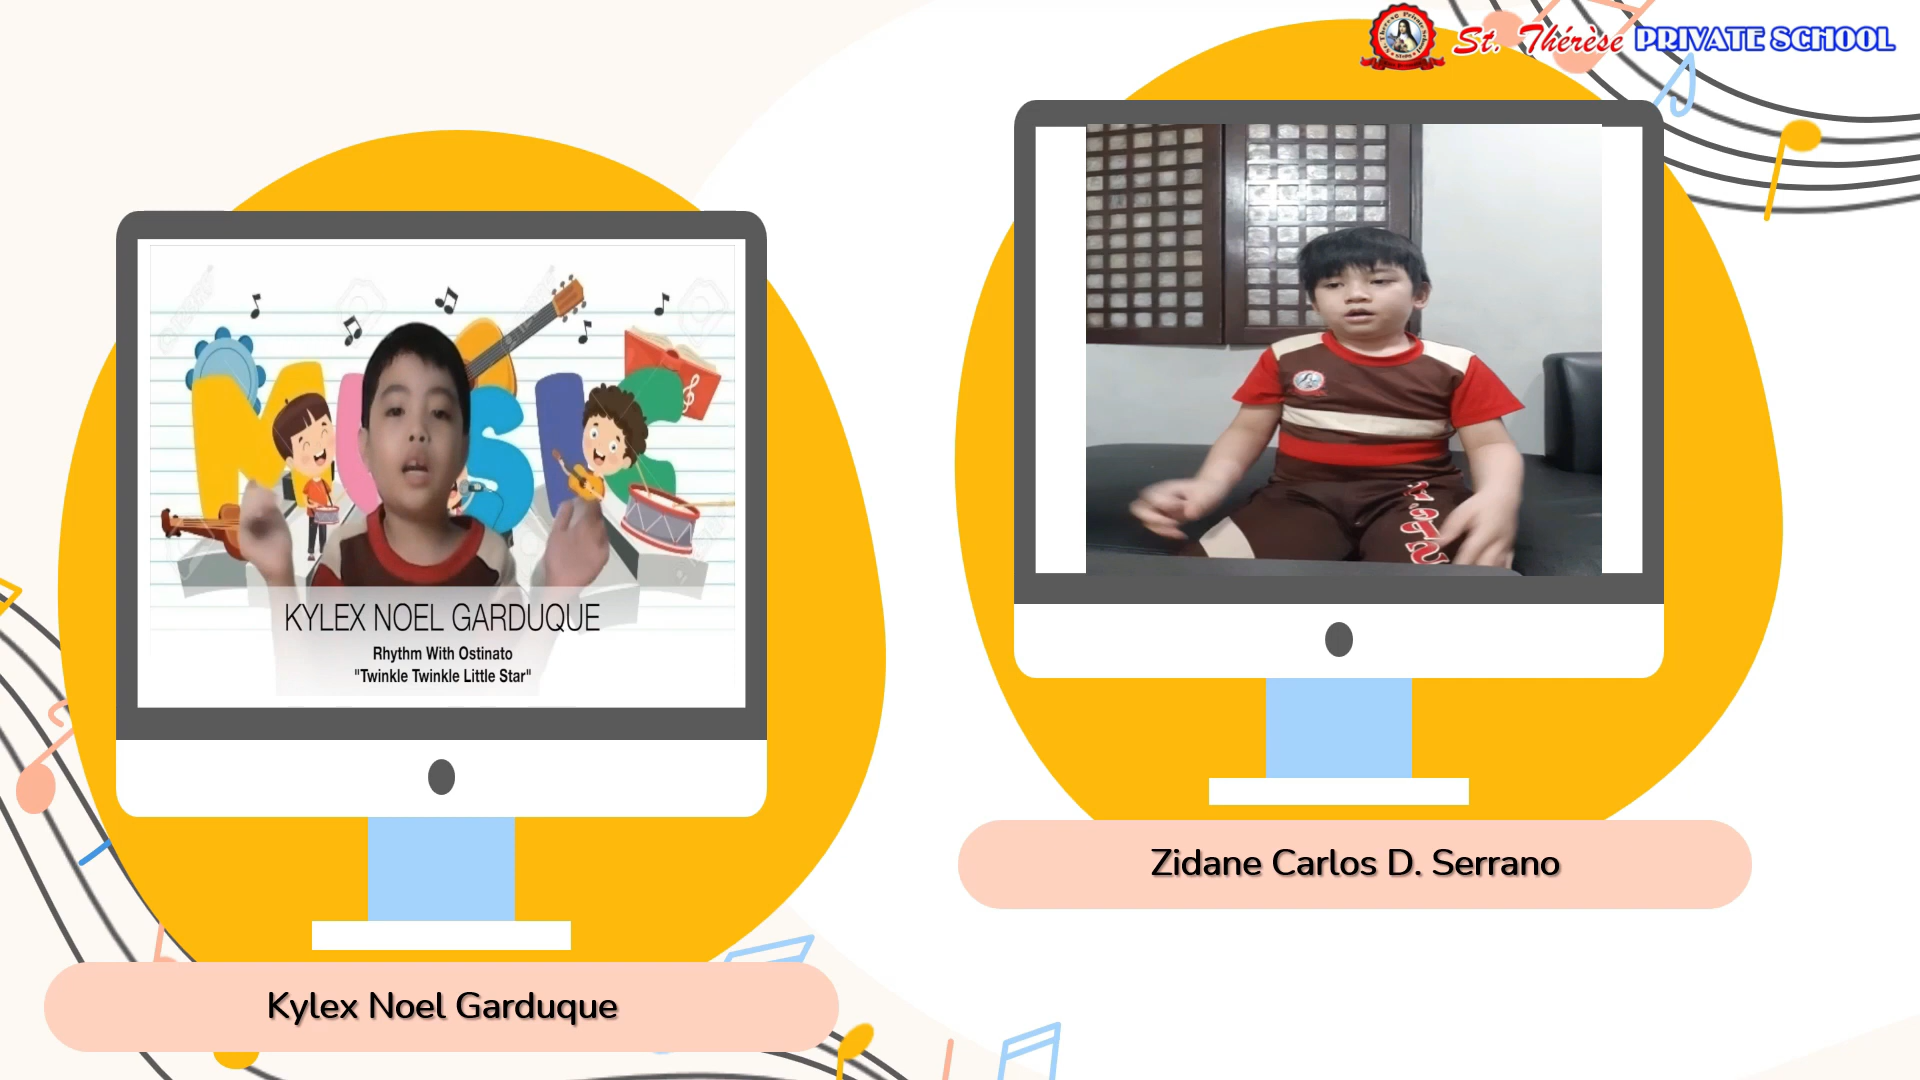 St. Thérèse PRIVATE SCHOOL
MUSIC
KYLEX NOEL GARDUQUE
Rhythm With Ostinato
"Twinkle Twinkle Little Star"
Zidane Carlos D. Serrano
Kylex Noel Garduque